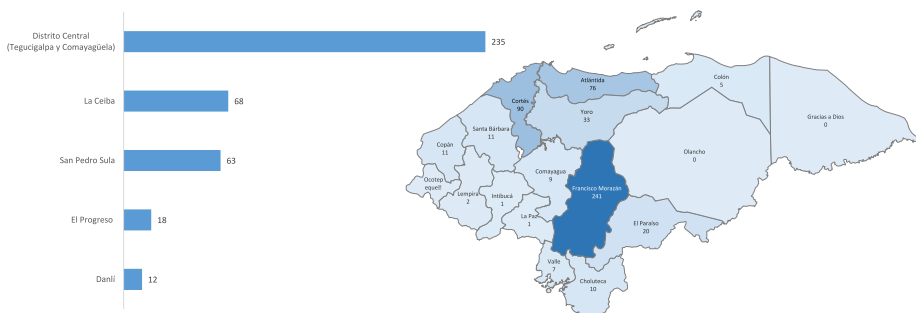 Distrito Central
(Tegucigalpa y Comayagüela)
235
La Ceiba
68
San Pedro Sula
63
El Progreso
18
Danlí
12
Colón
5
Atlántida
76
Gracias a Dios
0
Cortés
90
Yoro
33
Santa Bárbara
11
Copán
11
Olancho
0
Comayagua
9
Ocotep
Francisco Morazán
241
Lempira
2
Intibucá
1
La Paz
1
El Paraíso
20
Valle
7
Choluteca
10